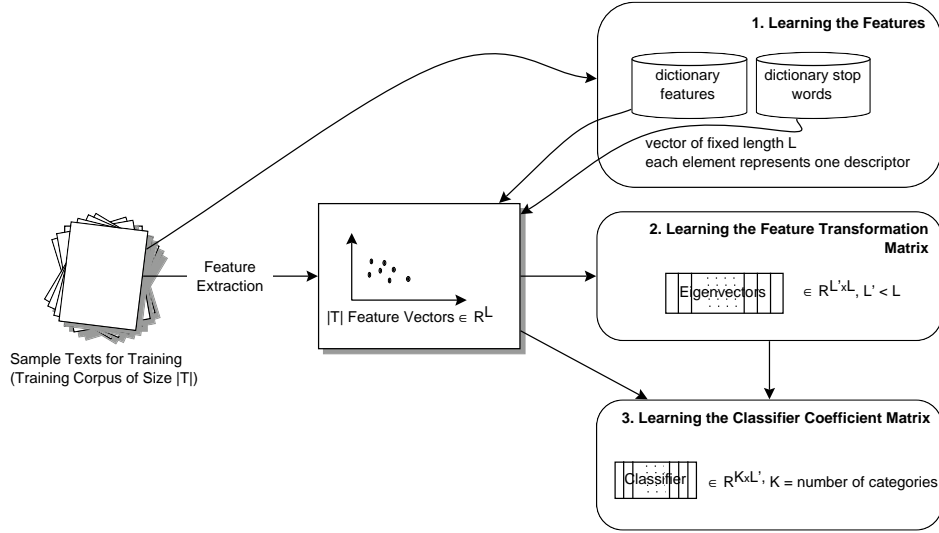 1. Learning the Features
dictionary
features
dictionary stop
words
vector of fixed length L
each element represents one descriptor
2. Learning the Feature Transformation
Matrix
Eigenvectors
∈ R^L'xL, L' < L
Feature
Extraction
|T| Feature Vectors ∈ R^L
Sample Texts for Training
(Training Corpus of Size |T|)
3. Learning the Classifier Coefficient Matrix
Classifier
∈ R^KxL', K = number of categories